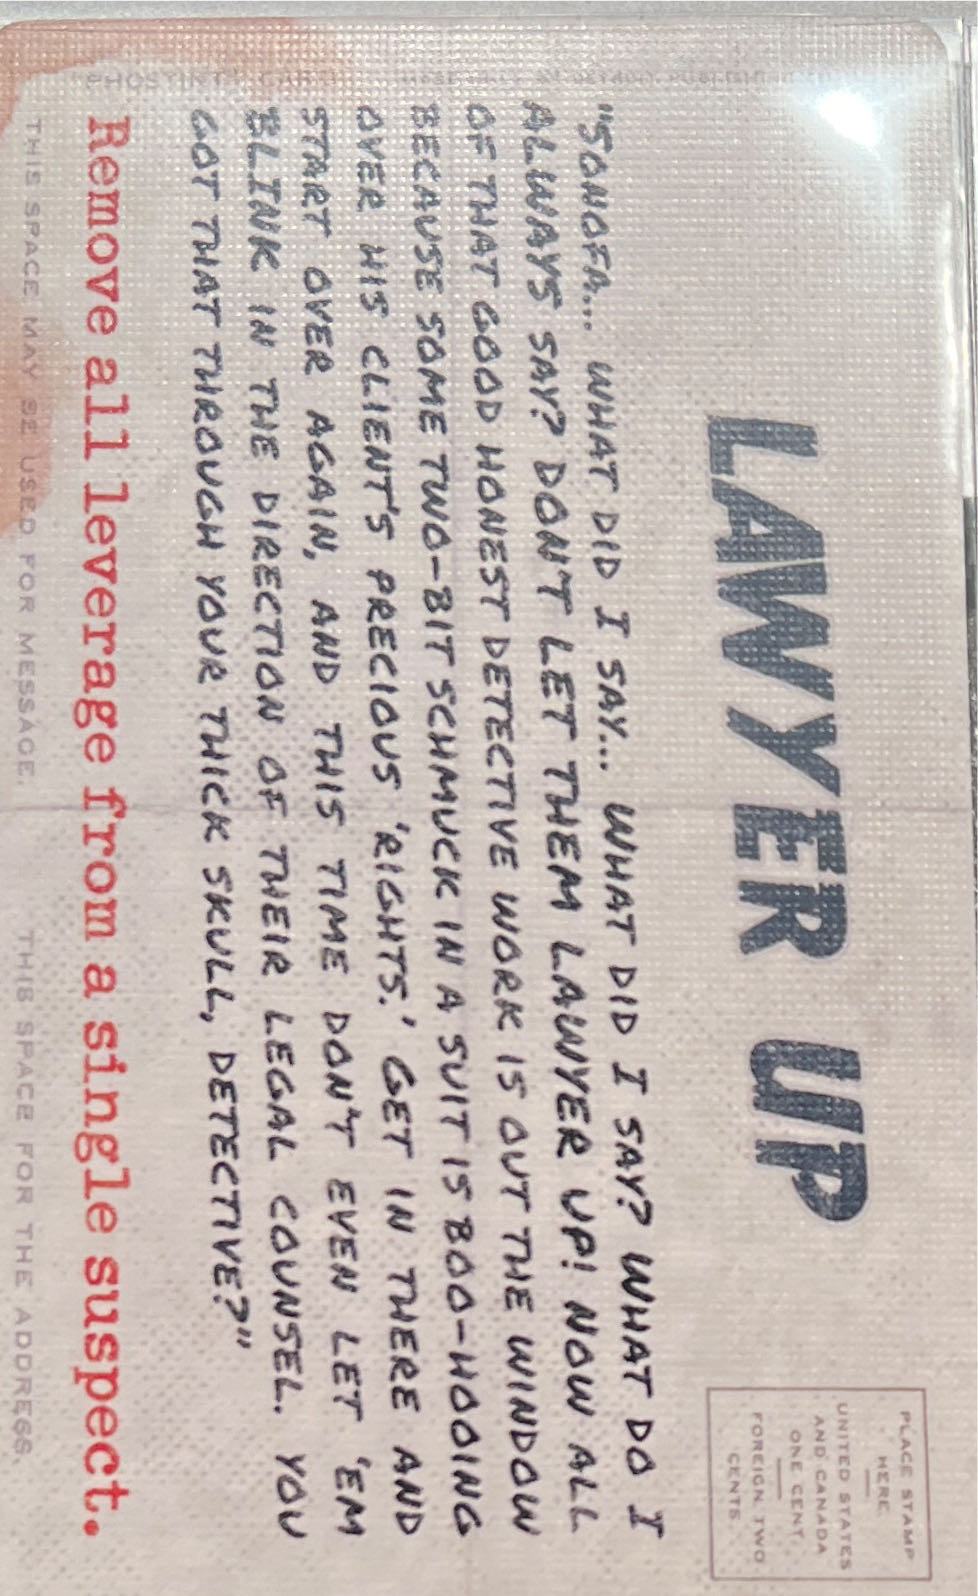 LAWYER UP
PLACE STAMP
HERE
UNITED STATES
AND CANADA
ONE CENT
FOREIGN TWO
CENTS
"SONOFA... WHAT DID I SAY... WHAT DID I SAY? WHAT DO I
ALWAYS SAY? DON'T LET THEM LAWYER UP! NOW ALL
OF THAT GOOD HONEST DETECTIVE WORK IS OUT THE WINDOW
BECAUSE SOME TWO-BIT SCHMUCK IN A SUIT IS BOO-HOOING
OVER HIS CLIENT'S PRECIOUS 'RIGHTS.' GET IN THERE AND
START OVER AGAIN, AND THIS TIME DON'T EVEN LET 'EM
BLINK IN THE DIRECTION OF THEIR LEGAL COUNSEL. YOU
GOT THAT THROUGH YOUR THICK SKULL, DETECTIVE?"
Remove all leverage from a single suspect.
THIS SPACE MAY BE USED FOR MESSAGE.
THIS SPACE FOR THE ADDRESS.